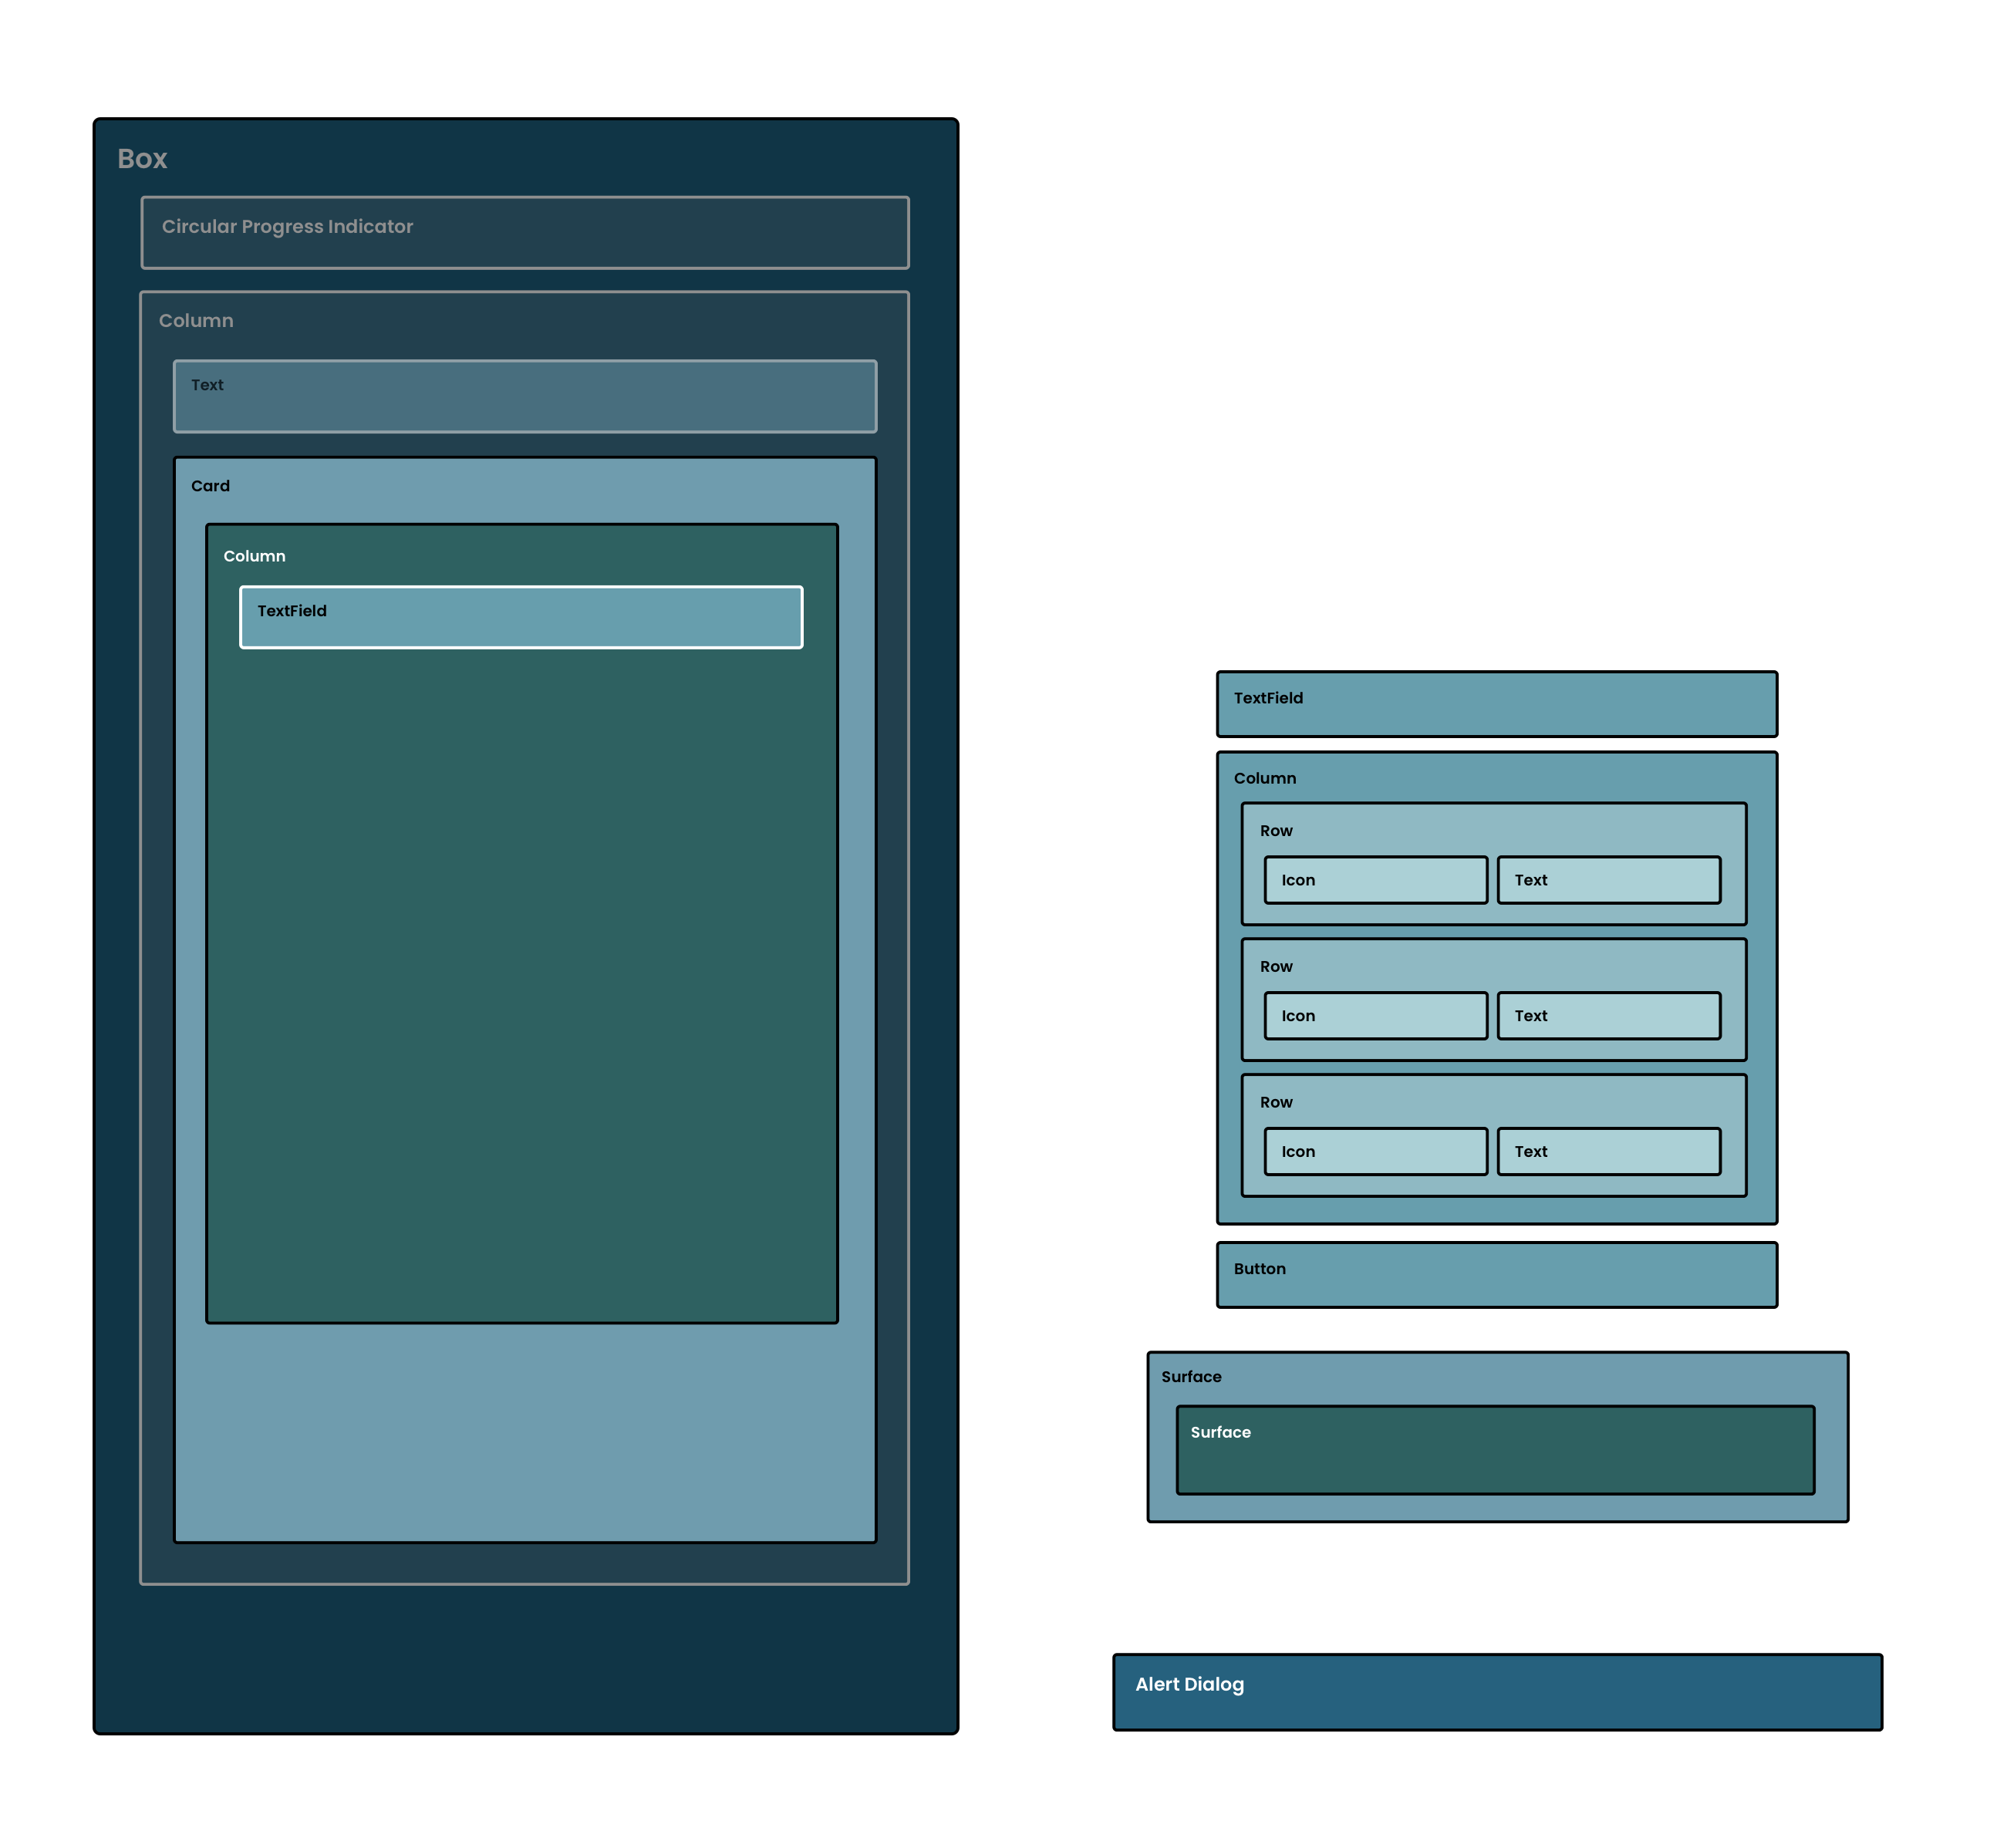 Box
Circular Progress Indicator
Column
Text
Card
Column
TextField
TextField
Column
Row
Icon Text
Row
Icon Text
Row
Icon Text
Button
Surface
Surface
Alert Dialog